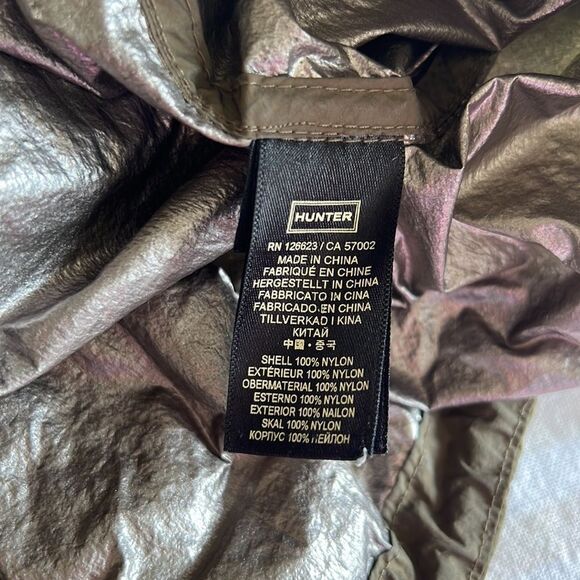 HUNTER
RN 126623 / CA 57002
MADE IN CHINA
FABRIQUÉ EN CHINE
HERGESTELLT IN CHINA
FABBRICATO IN CINA
FABRICADO EN CHINA
TILLVERKAD I KINA
КИТАЙ
中國 • 중국
SHELL 100% NYLON
EXTÉRIEUR 100% NYLON
OBERMATERIAL 100% NYLON
ESTERNO 100% NYLON
EXTERIOR 100% NAILON
SKAL 100% NYLON
КОРПУС 100% НЕЙЛОН